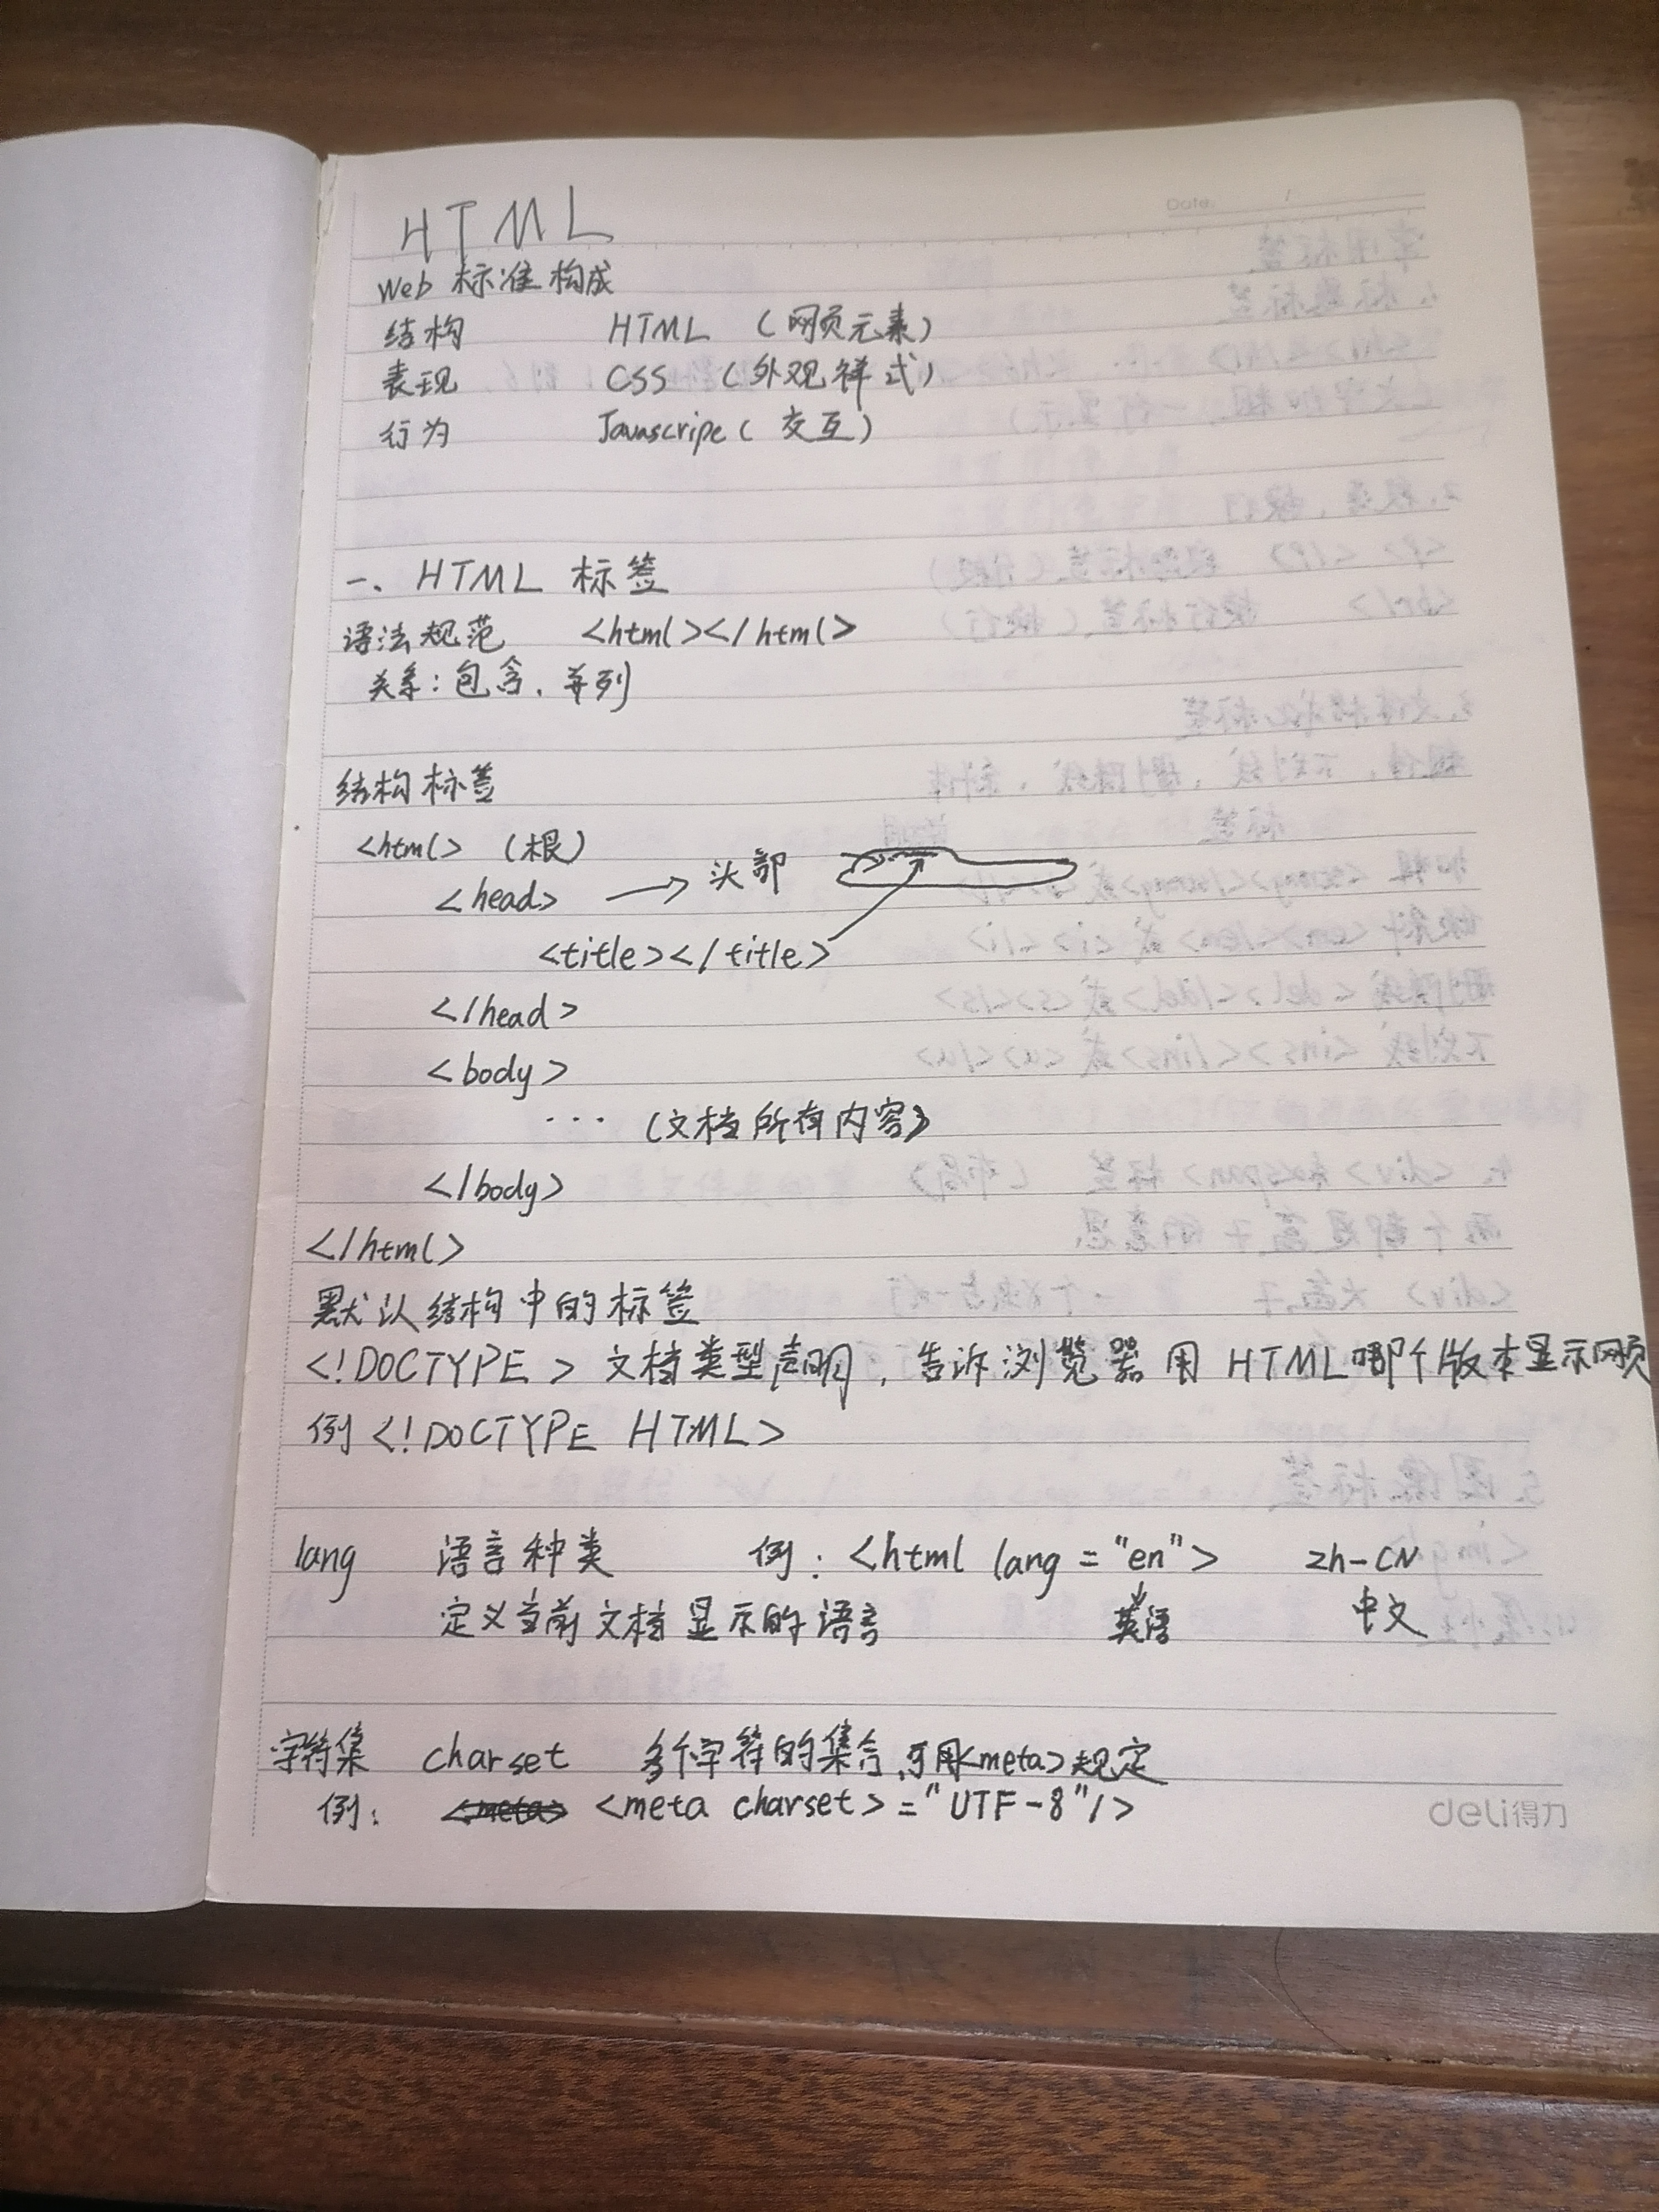 Date: /
HTML
Web 标准构成
结构 HTML (网页元素)
表现 CSS (外观样式)
行为 Javascripe (交互)
一、HTML 标签
语法规范 <html></html>
关系:包含、并列
结构标签
<html> (根)
<head> → 头部
<title></title>
</head>
<body>
... (文档所有内容)
</body>
</html>
默认结构中的标签
<!DOCTYPE> 文档类型声明,告诉浏览器用 HTML 哪个版本显示网页
例 <!DOCTYPE HTML>
lang 语言种类 例: <html lang = "en"> zh-CN
定义当前文档显示的语言 英语 中文
字符集 charset 多个字符的集合,可用<meta>规定
例: <meta charset> = "UTF-8"/>
deli得力